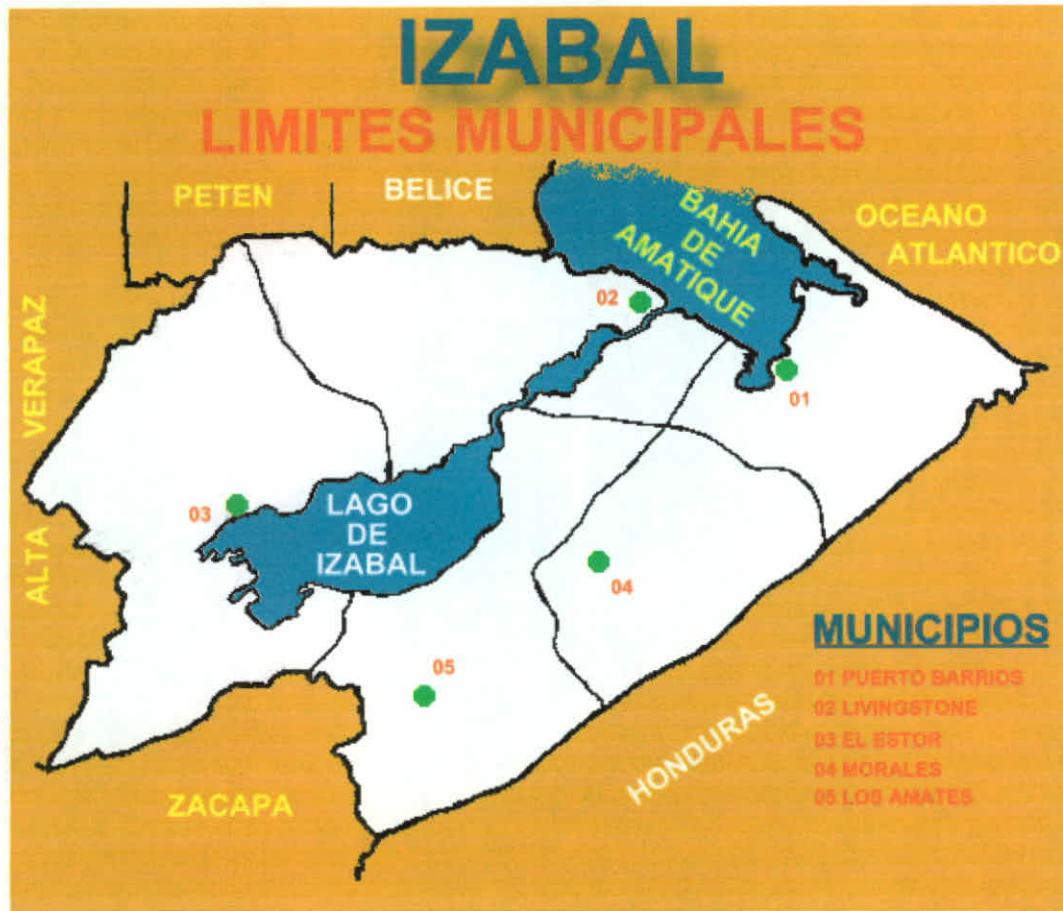 IZABAL
LIMITES MUNICIPALES
PETEN
BELICE
BAHIA
DE
AMATIQUE
OCEANO
ATLANTICO
ALTA VERAPAZ
02
01
03
LAGO
DE
IZABAL
04
05
HONDURAS
ZACAPA
MUNICIPIOS
01 PUERTO BARRIOS
02 LIVINGSTONE
03 EL ESTOR
04 MORALES
05 LOS AMATES